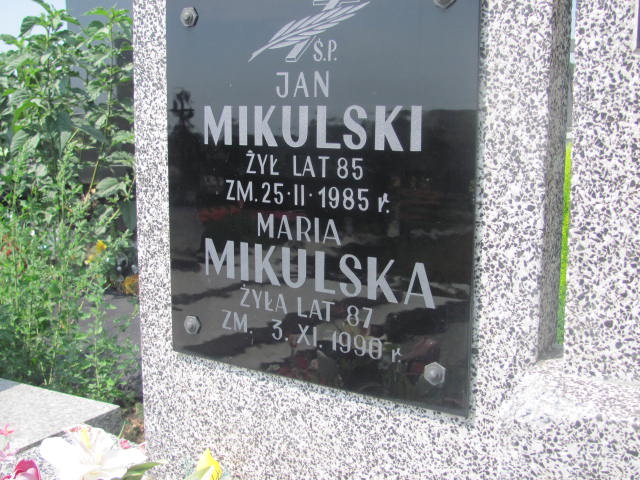 Ś.P.
JAN
MIKULSKI
ŻYŁ LAT 85
ZM. 25·II·1985 r.
MARIA
MIKULSKA
ŻYŁA LAT 87
ZM. 3. XI. 1990 r.